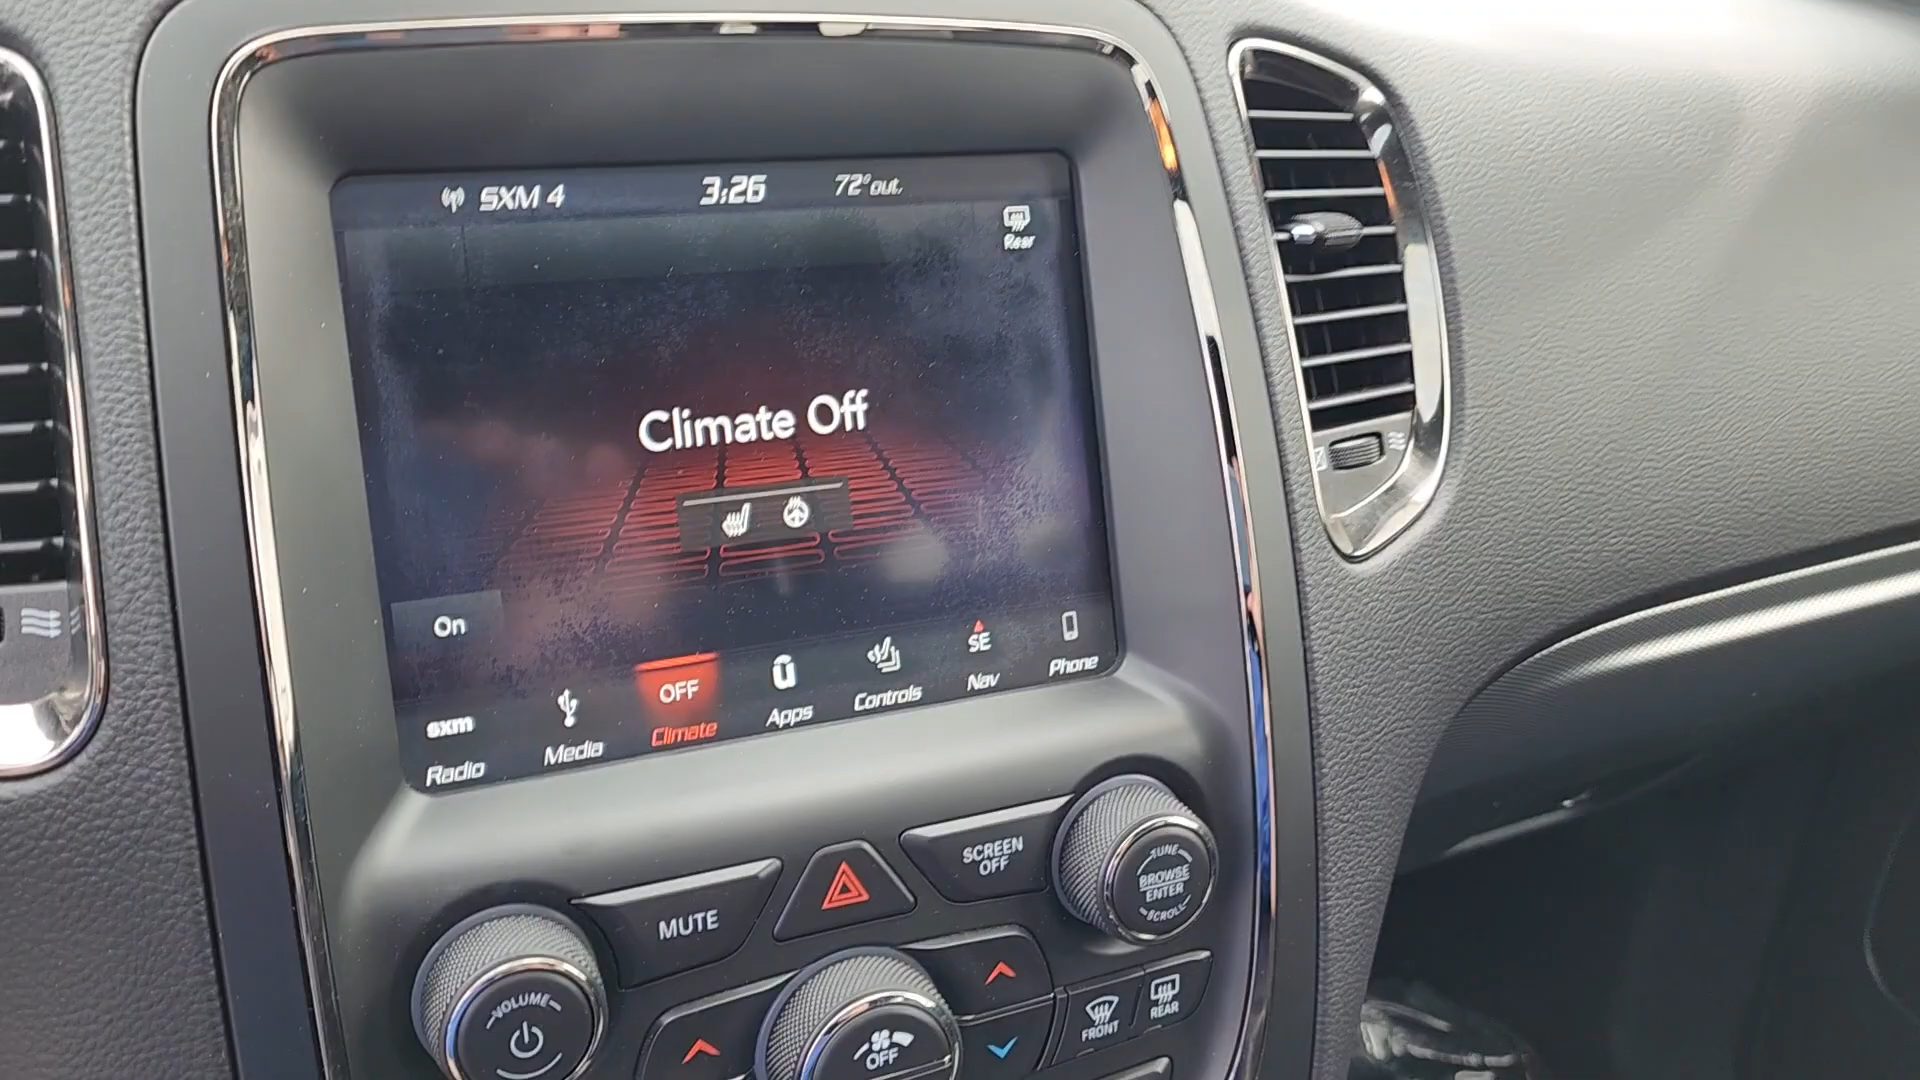 SXM 4
3:26
72°out.
Rear
Climate Off
On
SE
OFF
sxm
Radio
Media
Climate
Apps
Controls
Nav
Phone
SCREEN
OFF
TUNE
BROWSE
ENTER
SCROLL
MUTE
VOLUME
OFF
FRONT
REAR